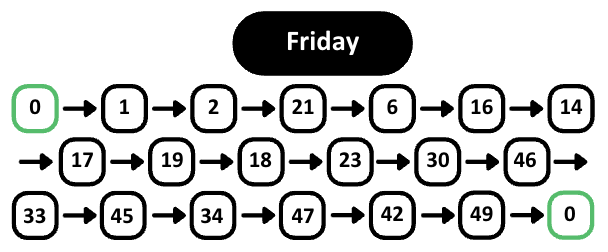 Friday
0 → 1 → 2 → 21 → 6 → 16 → 14
→ 17 → 19 → 18 → 23 → 30 → 46 →
33 → 45 → 34 → 47 → 42 → 49 → 0